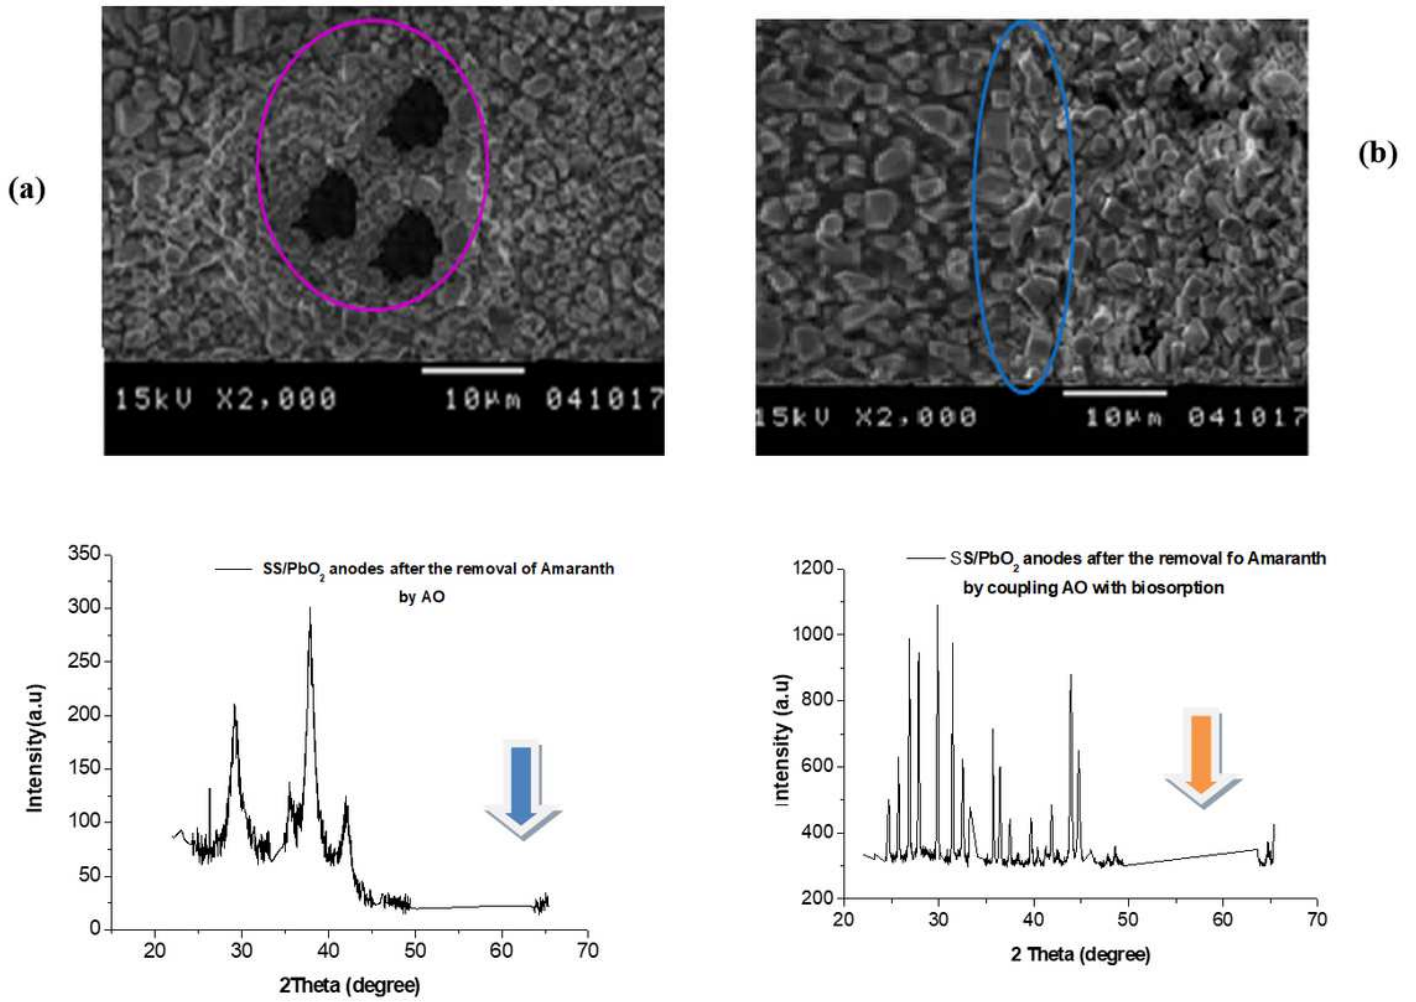 (a)
(b)
15kV X2,000 10μm 041017
15kV X2,000 10μm 041017
SS/PbO2 anodes after the removal of Amaranth
by AO
350
300
250
200
150
100
50
0
Intensity(a.u)
20 30 40 50 60 70
2Theta (degree)
SS/PbO2 anodes after the removal fo Amaranth
by coupling AO with biosorption
1200
1000
800
600
400
200
Intensity (a.u)
20 30 40 50 60 70
2 Theta (degree)